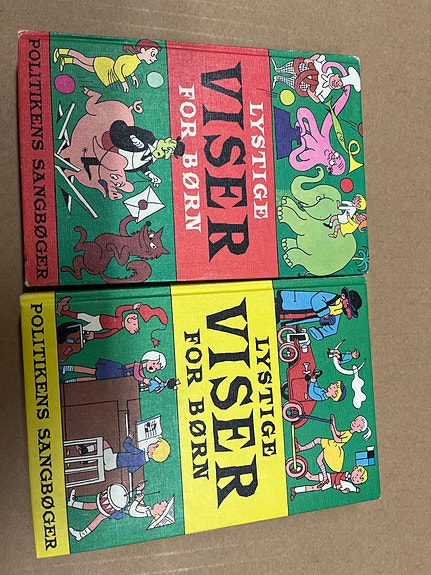 LYSTIGE
VISER
FOR BØRN
POLITIKENS SANGBØGER
LYSTIGE
VISER
FOR BØRN
POLITIKENS SANGBØGER